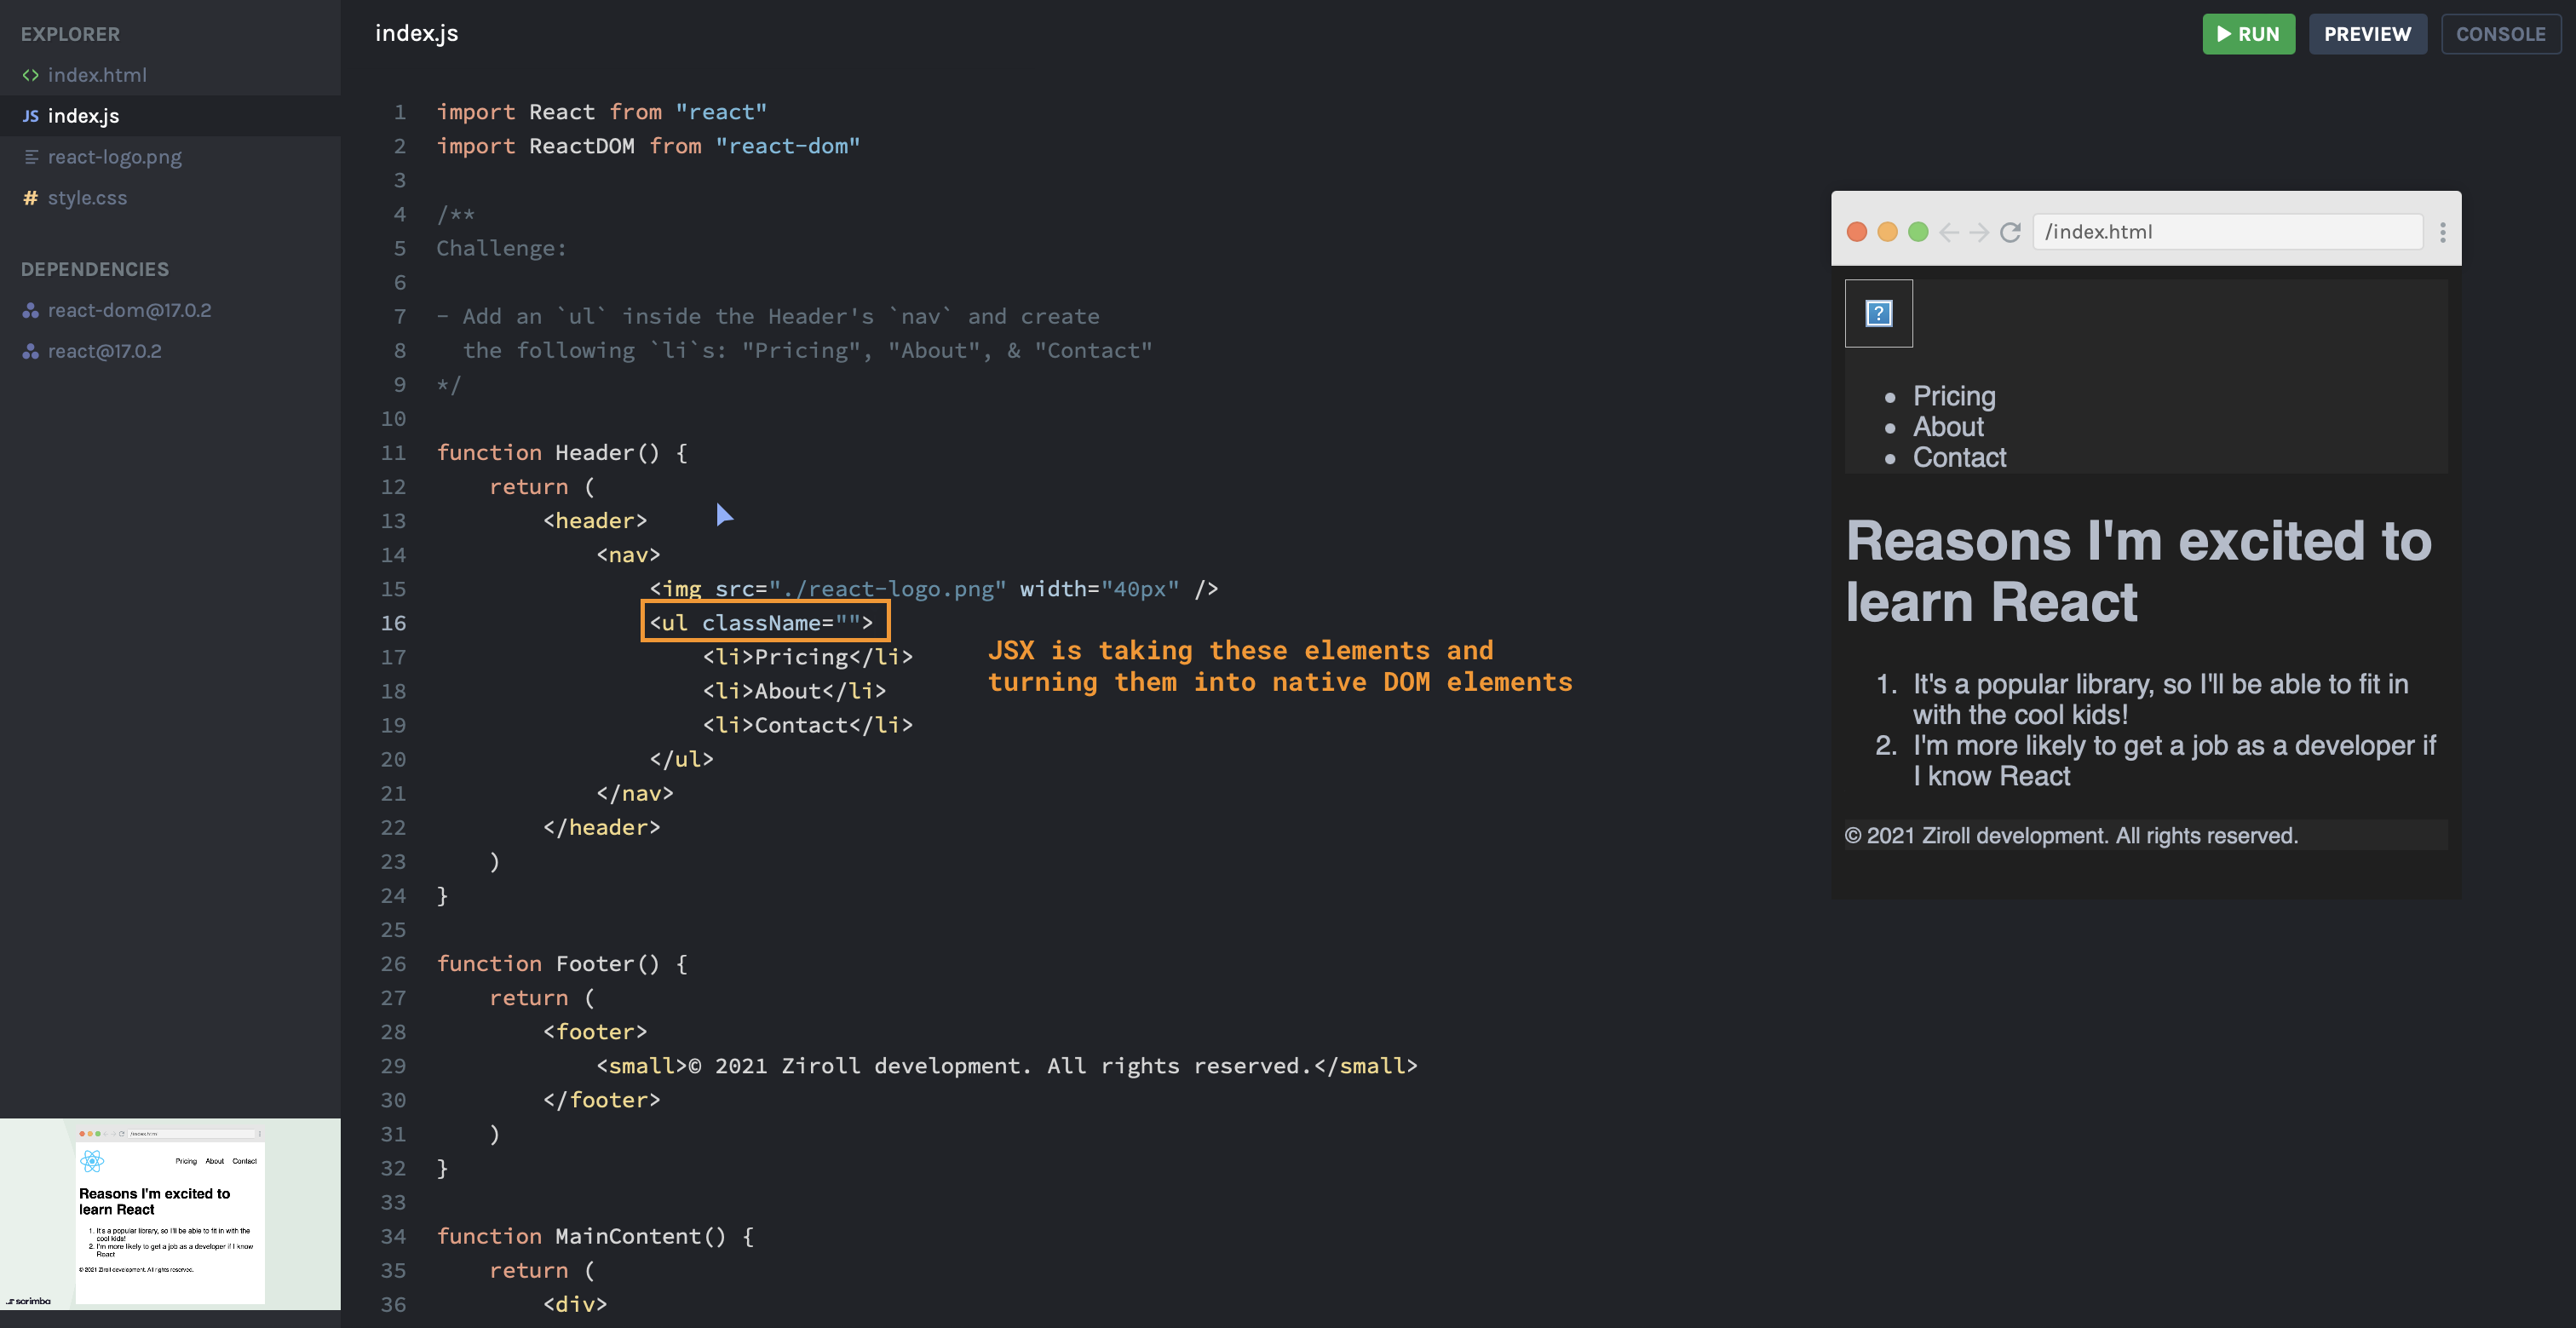 EXPLORER
index.html
JS index.js
react-logo.png
# style.css
DEPENDENCIES
react-dom@17.0.2
react@17.0.2
index.js
RUN
PREVIEW
CONSOLE
1 import React from "react"
2 import ReactDOM from "react-dom"
3
4 /**
5 Challenge:
6
7 - Add an `ul` inside the Header's `nav` and create
8 the following `li`s: "Pricing", "About", & "Contact"
9 */
10
11 function Header() {
12 return (
13 <header>
14 <nav>
15 <img src="./react-logo.png" width="40px" />
16 <ul className="">
17 <li>Pricing</li>
18 <li>About</li>
19 <li>Contact</li>
20 </ul>
21 </nav>
22 </header>
23 )
24 }
25
26 function Footer() {
27 return (
28 <footer>
29 <small>© 2021 Ziroll development. All rights reserved.</small>
30 </footer>
31 )
32 }
33
34 function MainContent() {
35 return (
36 <div>
JSX is taking these elements and
turning them into native DOM elements
/index.html
?
• Pricing
• About
• Contact
Reasons I'm excited to
learn React
1. It's a popular library, so I'll be able to fit in
with the cool kids!
2. I'm more likely to get a job as a developer if
I know React
© 2021 Ziroll development. All rights reserved.
/index.html
Pricing About Contact
Reasons I'm excited to
learn React
1. It's a popular library, so I'll be able to fit in with the
cool kids!
2. I'm more likely to get a job as a developer if I know
React
© 2021 Ziroll development. All rights reserved.
scrimba